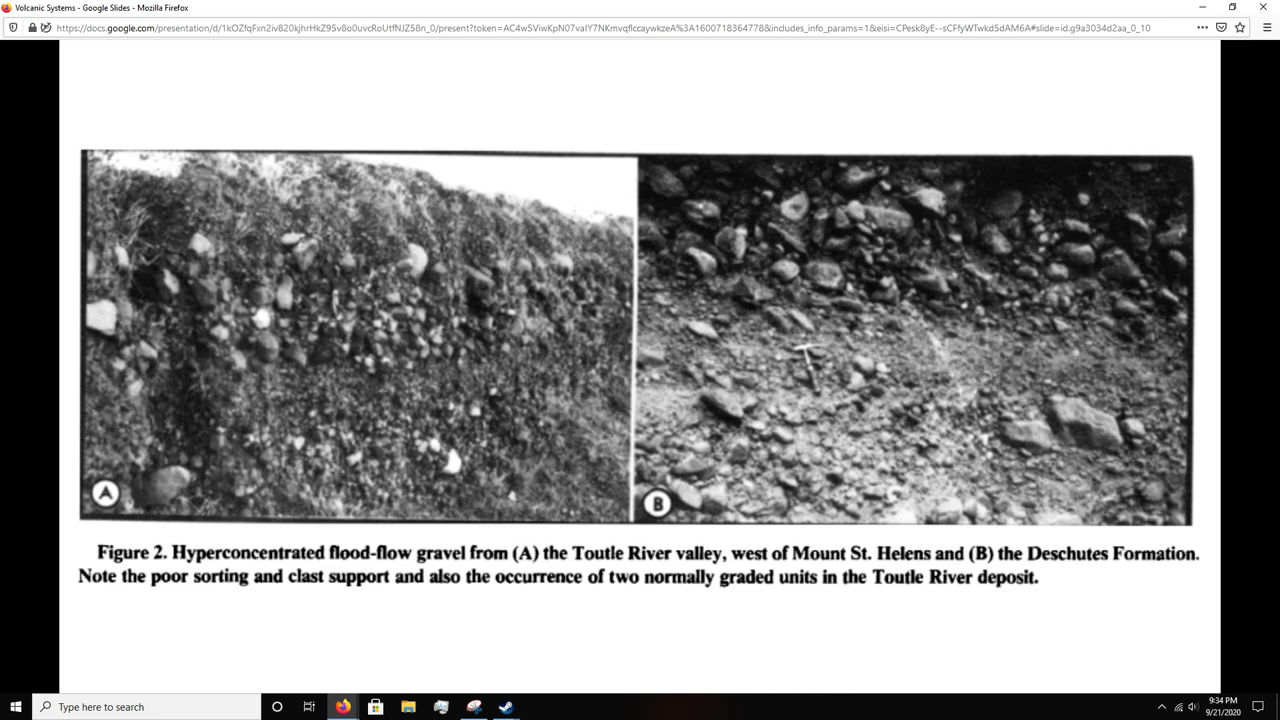 Volcanic Systems - Google Slides - Mozilla Firefox
https://docs.google.com/presentation/d/1kOZfqFxn2iv820kjhrHkZ95v8o0uvcRoUtfNJZ58n_0/present?token=AC4w5ViwKpN07vaIY7NKmvqflccaywkzeA%3A1600718364778&includes_info_params=1&eisi=CPesk8yE--sCFfyWTwkd5dAM6A#slide=id.g9a3034d2aa_0_10
A
B
Figure 2. Hyperconcentrated flood-flow gravel from (A) the Toutle River valley, west of Mount St. Helens and (B) the Deschutes Formation.
Note the poor sorting and clast support and also the occurrence of two normally graded units in the Toutle River deposit.
Type here to search
9:34 PM
9/21/2020